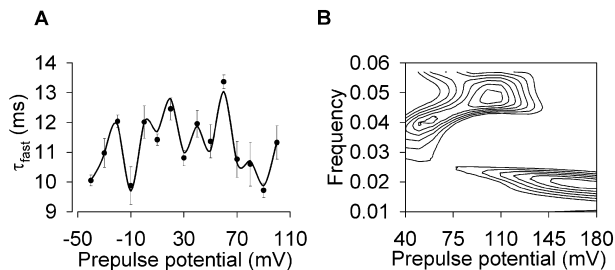 A
B
14
13
12
11
10
9
τfast (ms)
-50 -10 30 70 110
Prepulse potential (mV)
0.06
0.05
0.04
0.03
0.02
0.01
Frequency
40 75 110 145 180
Prepulse potential (mV)